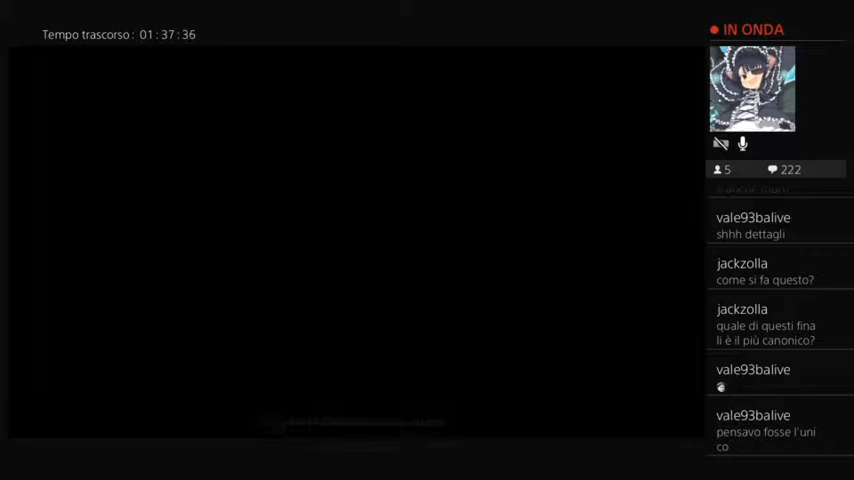 Tempo trascorso: 01:37:36
IN ONDA
5 222
vale93balive
shhh dettagli
jackzolla
come si fa questo?
jackzolla
quale di questi fina
li è il più canonico?
vale93balive
vale93balive
pensavo fosse l'uni
co